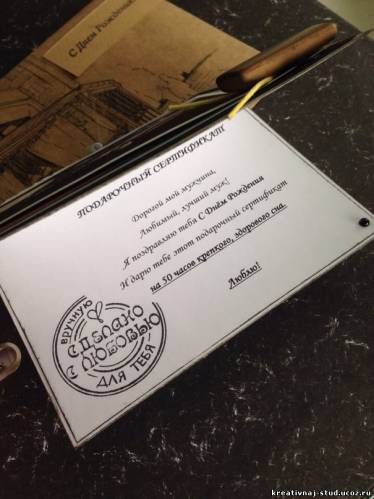 С Днём Рождения
ПОДАРОЧНЫЙ СЕРТИФИКАТ
Дорогой мой мужчина,
Любимый, лучший муж!
Я поздравляю тебя С Днём Рождения
И дарю тебе этот подарочный сертификат
на 50 часов крепкого, здорового сна.
Люблю!
ВРУЧНУЮ
СДЕЛАНО
С ЛЮБОВЬЮ
ДЛЯ ТЕБЯ
kreativnaj-stud.ucoz.ru